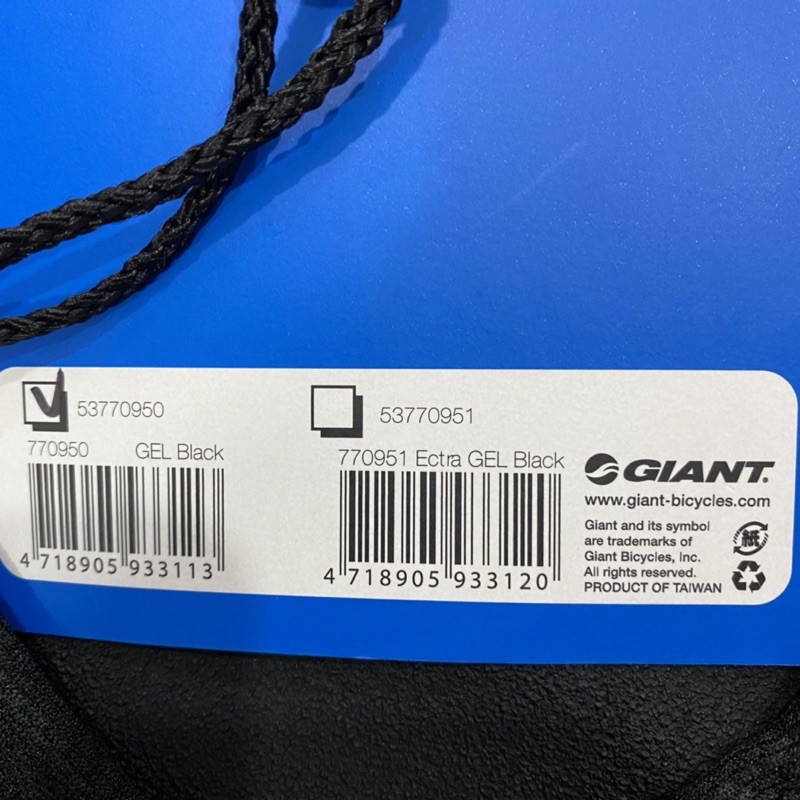 53770950
770950 GEL Black
4 718905 933113
53770951
770951 Ectra GEL Black
4 718905 933120
GIANT.
www.giant-bicycles.com
Giant and its symbol
are trademarks of
Giant Bicycles, Inc.
All rights reserved.
PRODUCT OF TAIWAN
紙